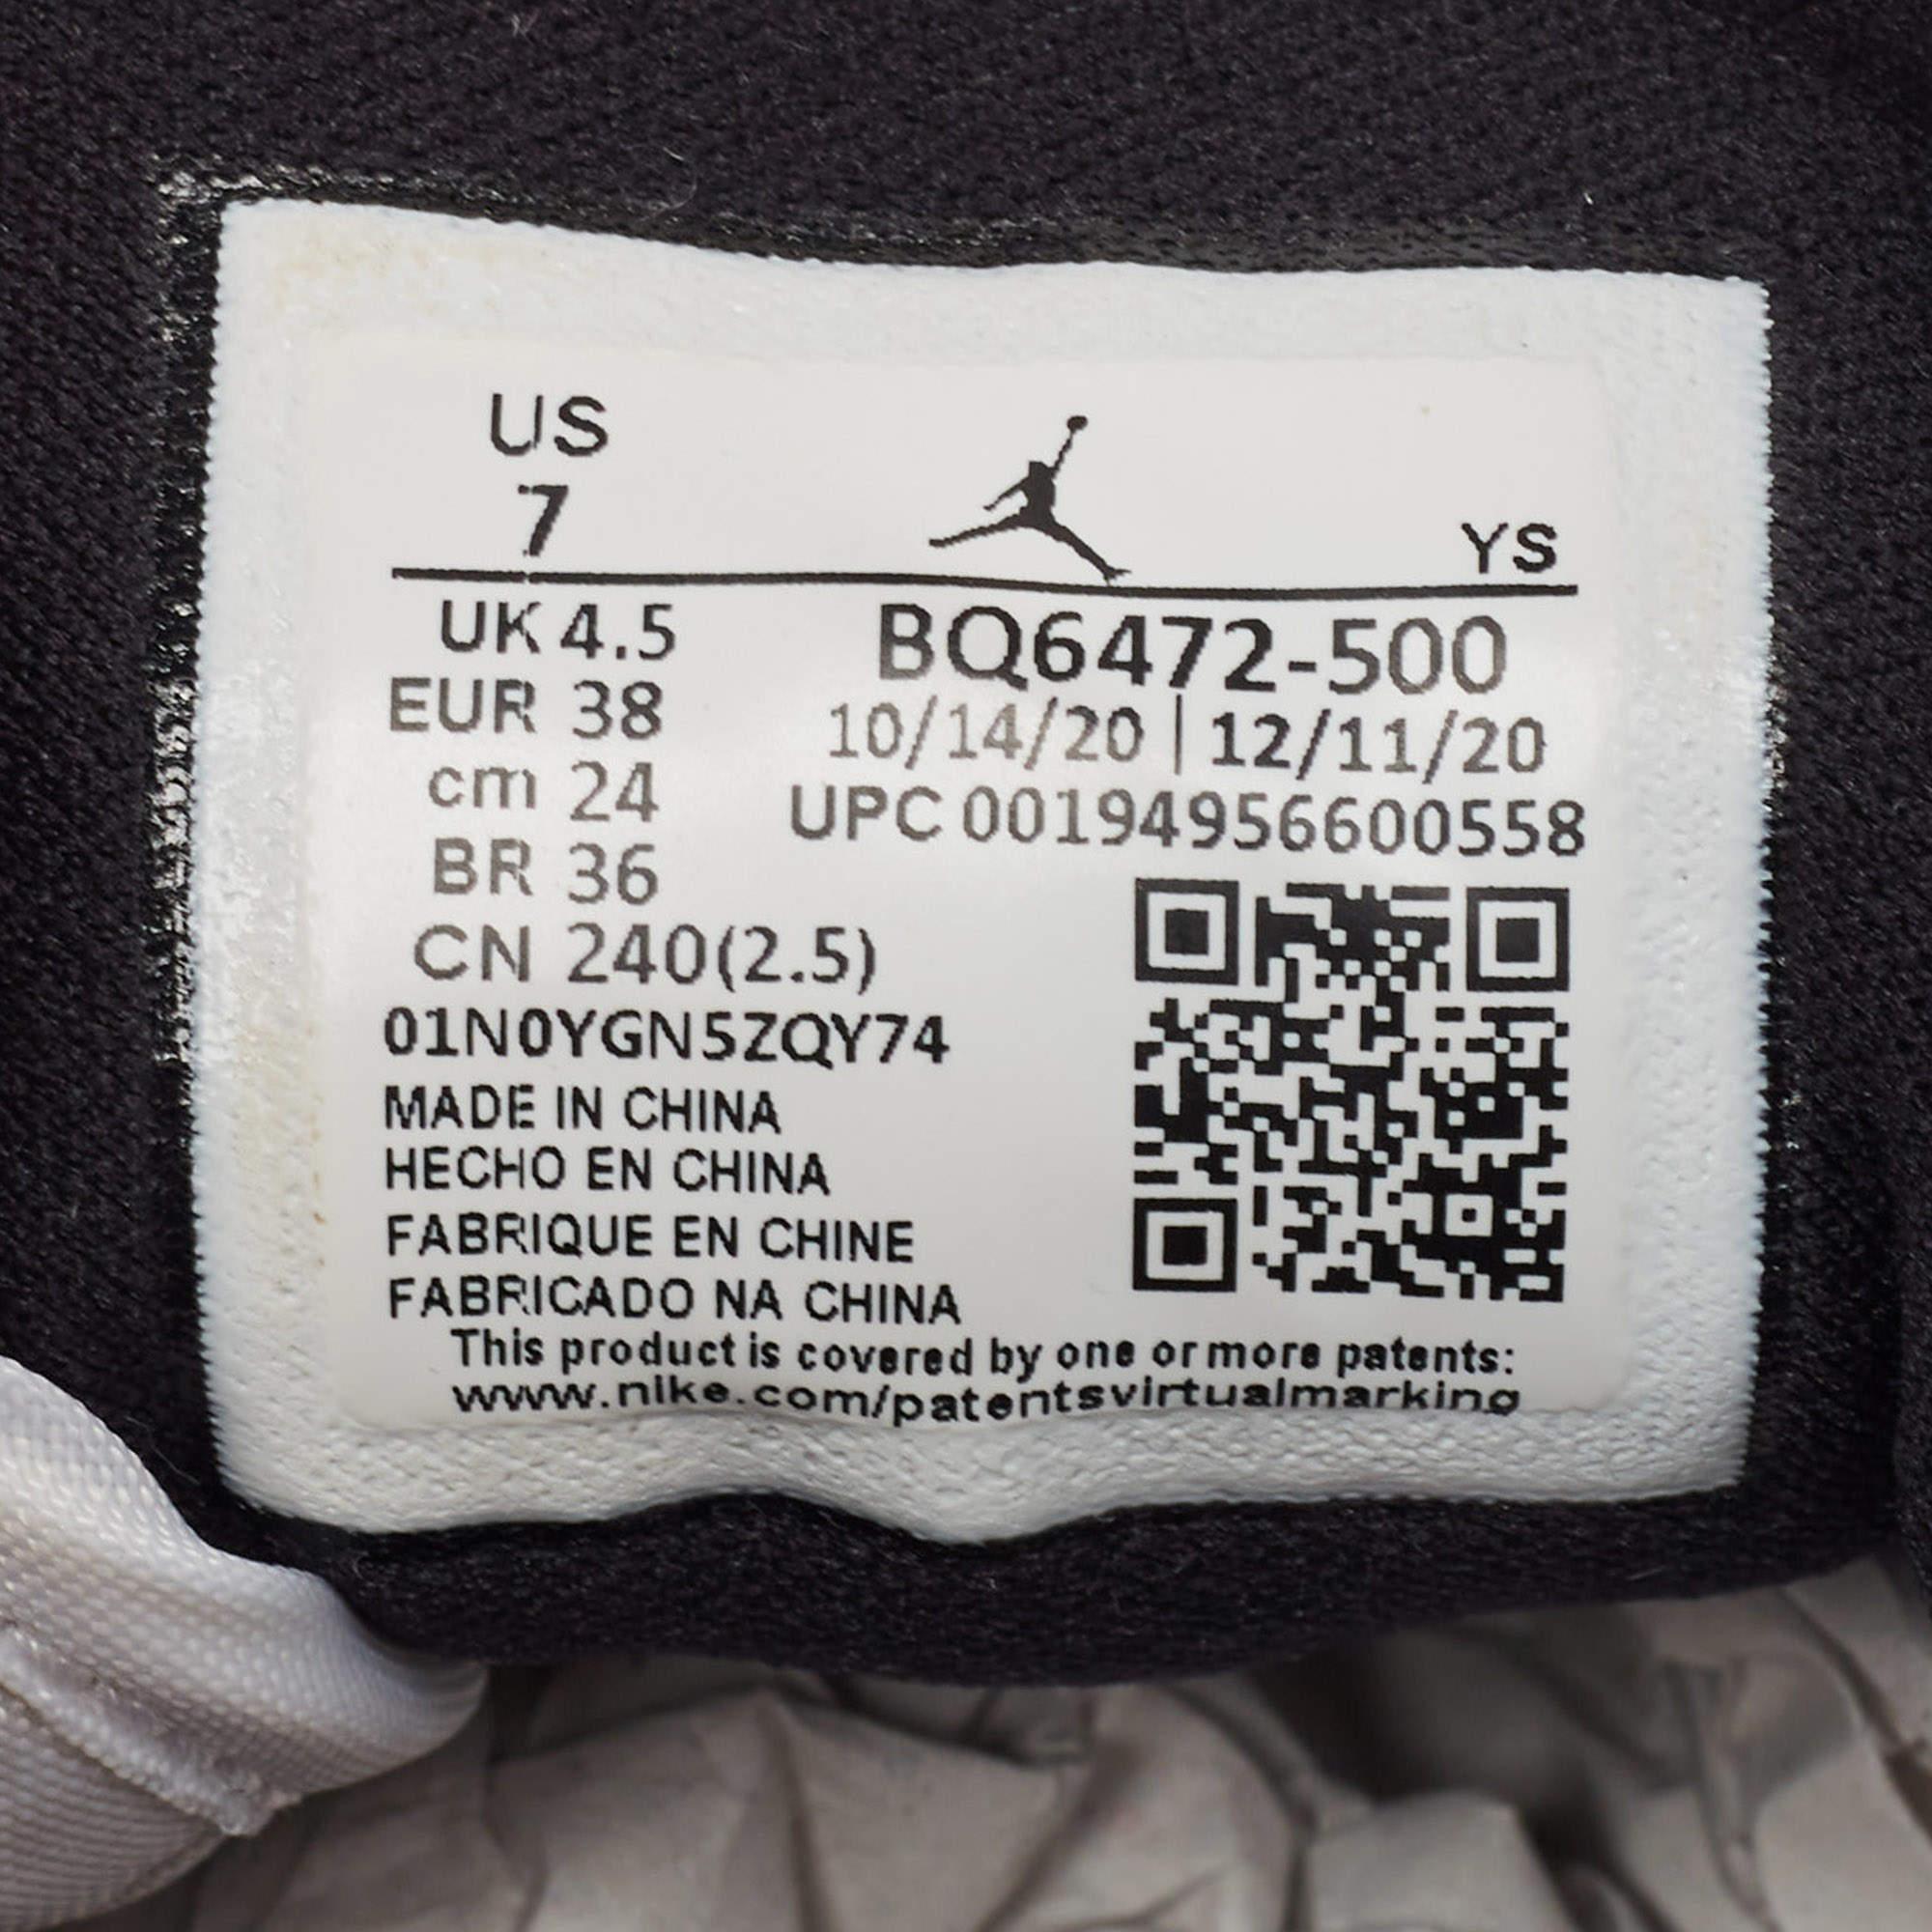 US
7
YS
UK 4.5
EUR 38
cm 24
BR 36
CN 240(2.5)
BQ6472-500
10/14/20 | 12/11/20
UPC 00194956600558
01N0YGN5ZQY74
MADE IN CHINA
HECHO EN CHINA
FABRIQUE EN CHINE
FABRICADO NA CHINA
This product is covered by one or more patents:
www.nike.com/patentsvirtualmarking